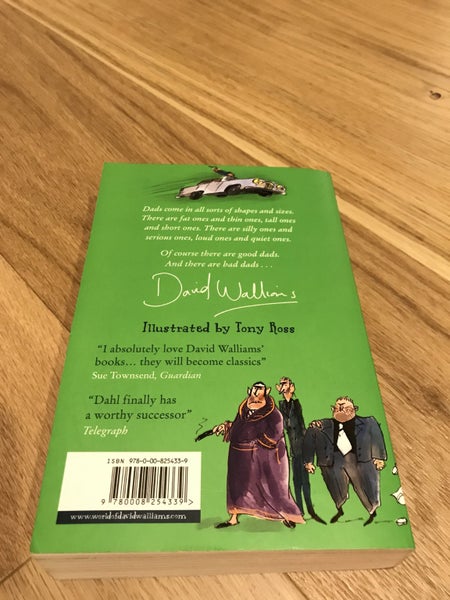 Dads come in all sorts of shapes and sizes.
There are fat ones and thin ones, tall ones
and short ones. There are silly ones and
serious ones, loud ones and quiet ones.
Of course there are good dads.
And there are bad dads . . .
David Walliams
Illustrated by Tony Ross
“I absolutely love David Walliams’
books... they will become classics”
Sue Townsend, Guardian
“Dahl finally has
a worthy successor”
Telegraph
ISBN 978-0-00-825433-9
9 780008 254339 >
www.worldofdavidwalliams.com